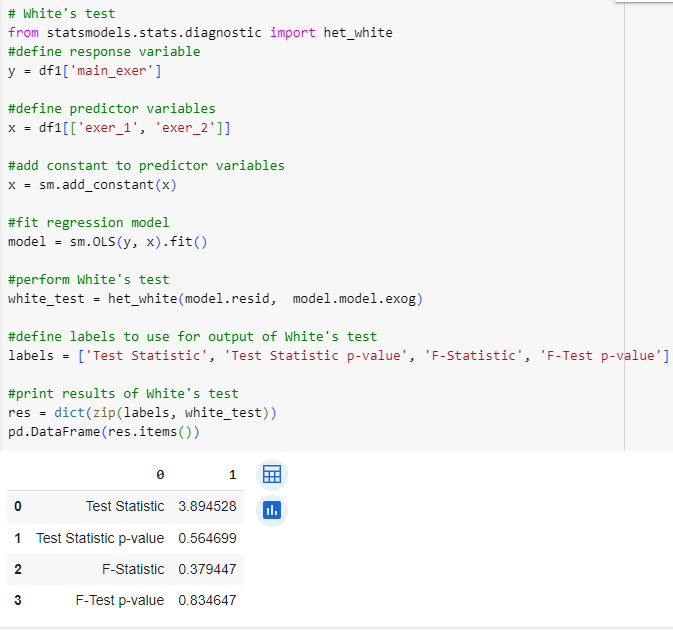 # White's test
from statsmodels.stats.diagnostic import het_white
#define response variable
y = df1['main_exer']
#define predictor variables
x = df1[['exer_1', 'exer_2']]
#add constant to predictor variables
x = sm.add_constant(x)
#fit regression model
model = sm.OLS(y, x).fit()
#perform White's test
white_test = het_white(model.resid,  model.model.exog)
#define labels to use for output of White's test
labels = ['Test Statistic', 'Test Statistic p-value', 'F-Statistic', 'F-Test p-value']
#print results of White's test
res = dict(zip(labels, white_test))
pd.DataFrame(res.items())
0 1
0 Test Statistic 3.894528
1 Test Statistic p-value 0.564699
2 F-Statistic 0.379447
3 F-Test p-value 0.834647